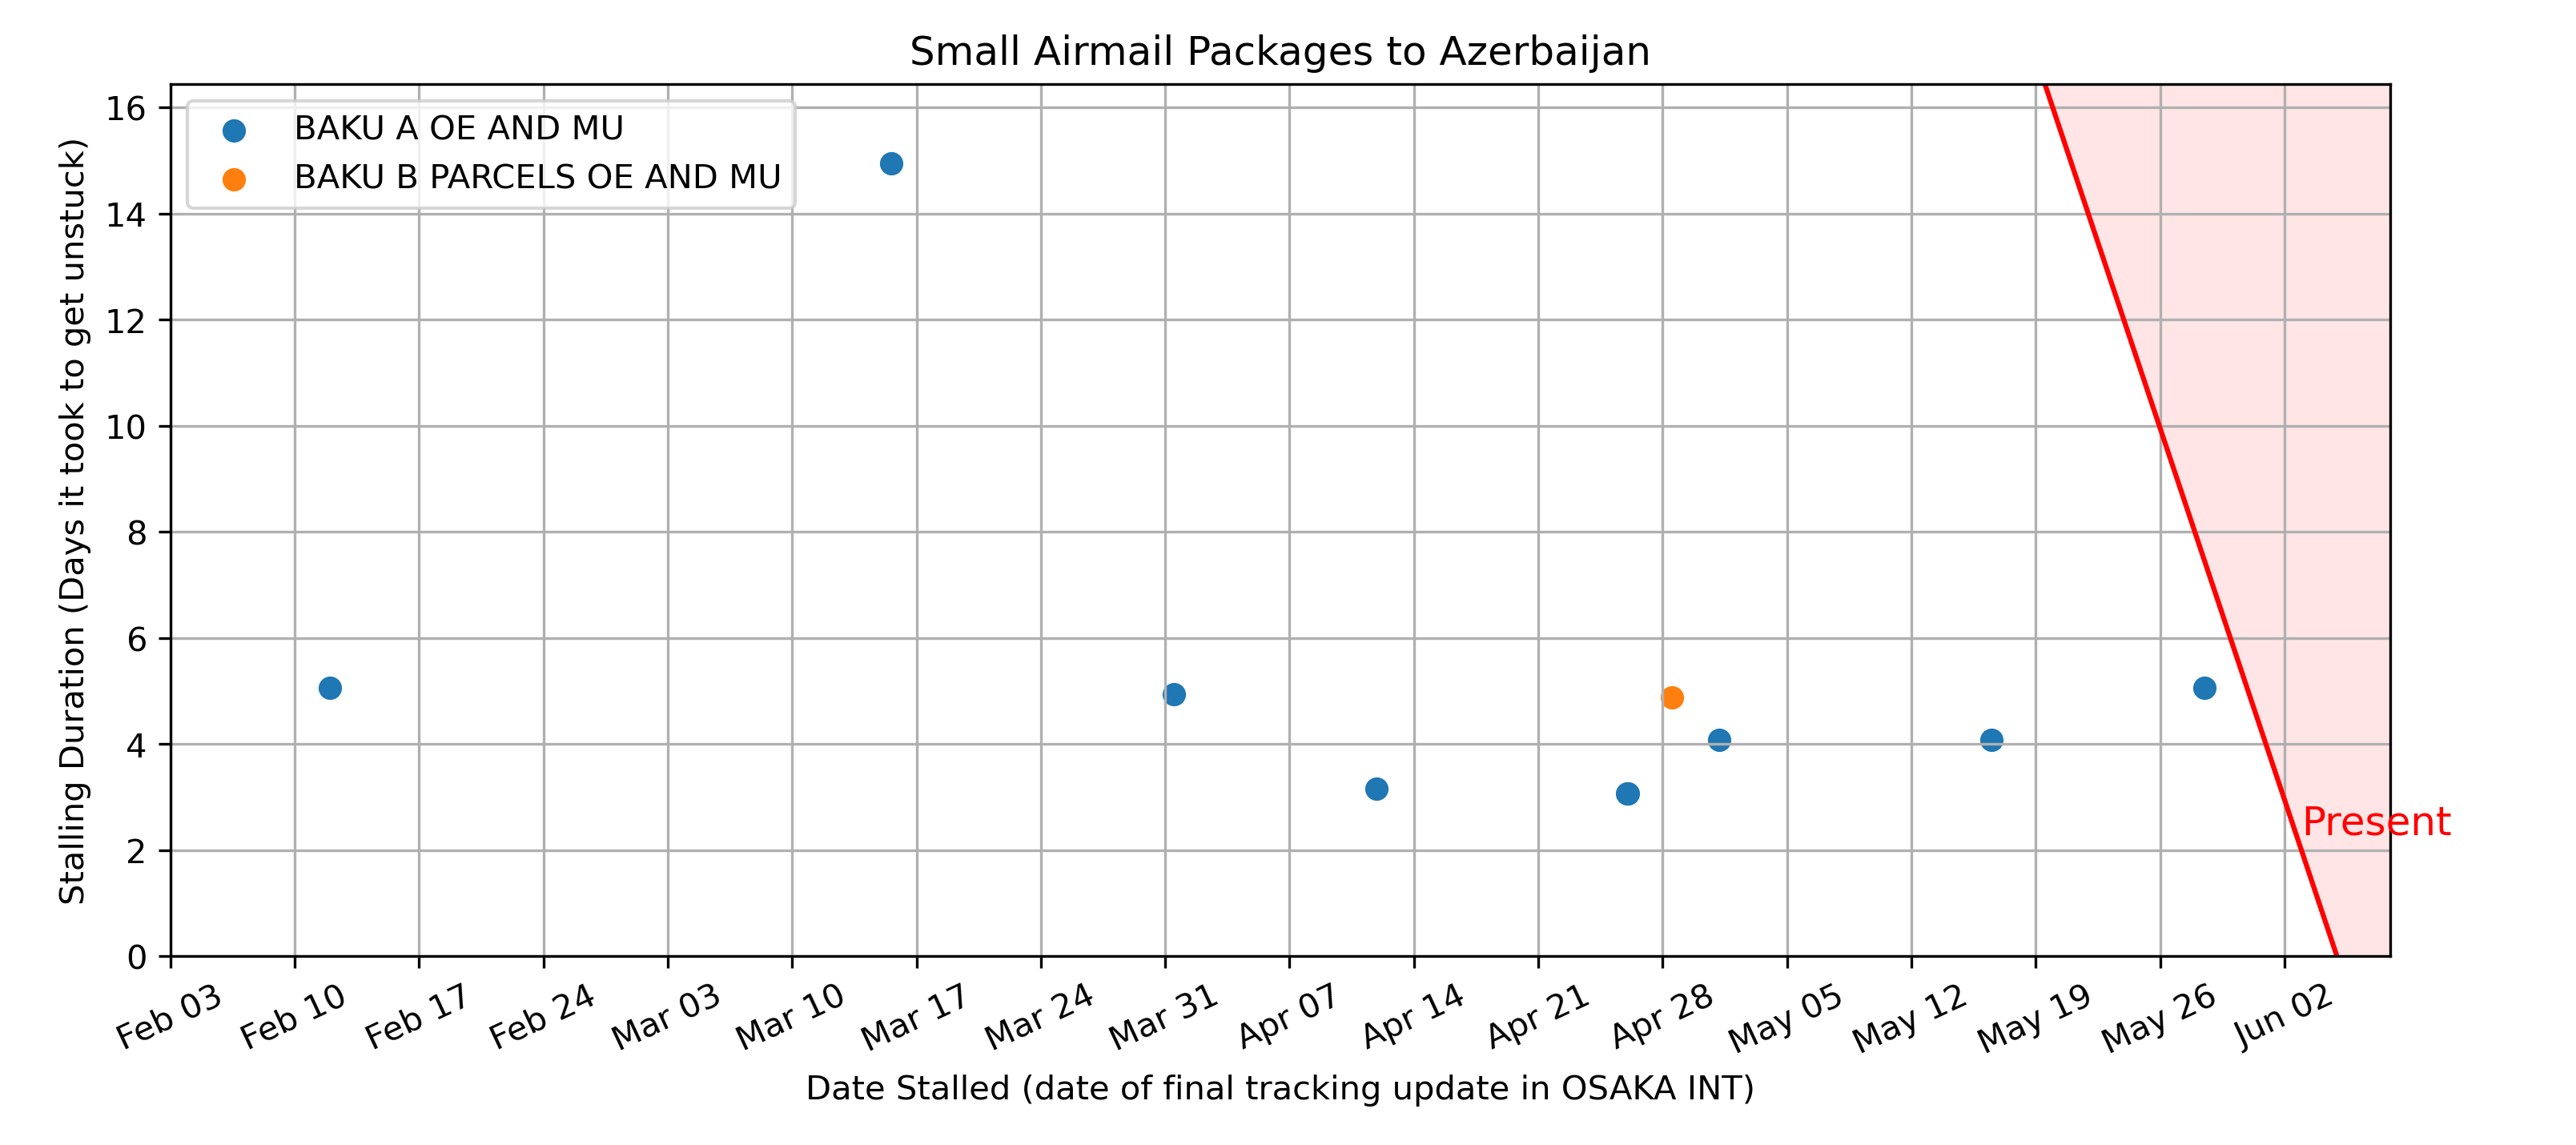 Small Airmail Packages to Azerbaijan
BAKU A OE AND MU
BAKU B PARCELS OE AND MU
Stalling Duration (Days it took to get unstuck)
16
14
12
10
8
6
4
2
0
Present
Feb 03
Feb 10
Feb 17
Feb 24
Mar 03
Mar 10
Mar 17
Mar 24
Mar 31
Apr 07
Apr 14
Apr 21
Apr 28
May 05
May 12
May 19
May 26
Jun 02
Date Stalled (date of final tracking update in OSAKA INT)